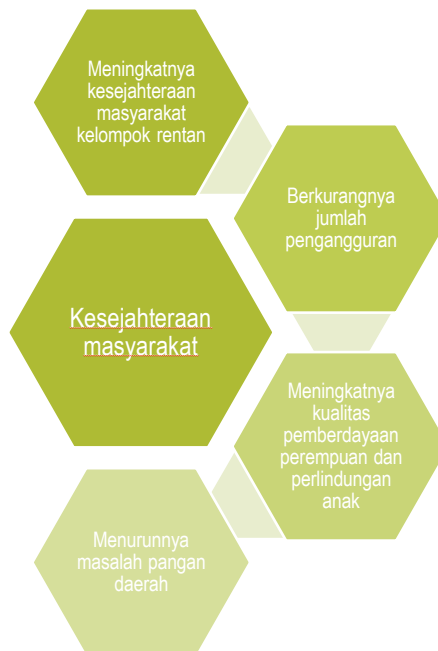 Meningkatnya
kesejahteraan
masyarakat
kelompok rentan
Berkurangnya
jumlah
pengangguran
Kesejahteraan
masyarakat
Meningkatnya
kualitas
pemberdayaan
perempuan dan
perlindungan
anak
Menurunnya
masalah pangan
daerah